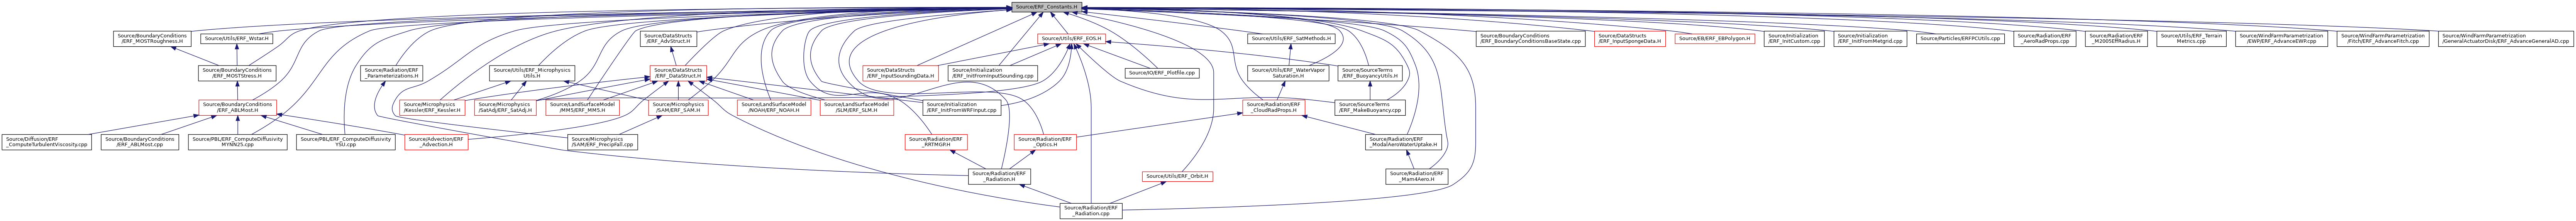 Source/ERF_Constants.H
Source/BoundaryConditions
/ERF_MOSTRoughness.H
Source/Utils/ERF_Wstar.H
Source/DataStructs
/ERF_AdvStruct.H
Source/Utils/ERF_EOS.H
Source/Utils/ERF_SatMethods.H
Source/BoundaryConditions
/ERF_BoundaryConditionsBaseState.cpp
Source/DataStructs
/ERF_InputSpongeData.H
Source/EB/ERF_EBPolygon.H
Source/Initialization
/ERF_InitCustom.cpp
Source/Initialization
/ERF_InitFromMetgrid.cpp
Source/Particles/ERFPCUtils.cpp
Source/Radiation/ERF
_AeroRadProps.cpp
Source/Radiation/ERF
_M2005EffRadius.H
Source/Utils/ERF_Terrain
Metrics.cpp
Source/WindFarmParametrization
/EWP/ERF_AdvanceEWP.cpp
Source/WindFarmParametrization
/Fitch/ERF_AdvanceFitch.cpp
Source/WindFarmParametrization
/GeneralActuatorDisk/ERF_AdvanceGeneralAD.cpp
Source/BoundaryConditions
/ERF_MOSTStress.H
Source/Radiation/ERF
_Parameterizations.H
Source/Utils/ERF_Microphysics
Utils.H
Source/DataStructs
/ERF_DataStruct.H
Source/DataStructs
/ERF_InputSoundingData.H
Source/Initialization
/ERF_InitFromInputSounding.cpp
Source/IO/ERF_Plotfile.cpp
Source/Utils/ERF_WaterVapor
Saturation.H
Source/SourceTerms
/ERF_BuoyancyUtils.H
Source/BoundaryConditions
/ERF_ABLMost.H
Source/Microphysics
/Kessler/ERF_Kessler.H
Source/Microphysics
/SatAdj/ERF_SatAdj.H
Source/LandSurfaceModel
/MM5/ERF_MM5.H
Source/Microphysics
/SAM/ERF_SAM.H
Source/LandSurfaceModel
/NOAH/ERF_NOAH.H
Source/LandSurfaceModel
/SLM/ERF_SLM.H
Source/Initialization
/ERF_InitFromWRFInput.cpp
Source/Radiation/ERF
_CloudRadProps.H
Source/SourceTerms
/ERF_MakeBuoyancy.cpp
Source/Diffusion/ERF
_ComputeTurbulentViscosity.cpp
Source/BoundaryConditions
/ERF_ABLMost.cpp
Source/PBL/ERF_ComputeDiffusivity
MYNN25.cpp
Source/PBL/ERF_ComputeDiffusivity
YSU.cpp
Source/Advection/ERF
_Advection.H
Source/Microphysics
/SAM/ERF_PrecipFall.cpp
Source/Radiation/ERF
_RRTMGP.H
Source/Radiation/ERF
_Optics.H
Source/Radiation/ERF
_ModalAeroWaterUptake.H
Source/Radiation/ERF
_Radiation.H
Source/Utils/ERF_Orbit.H
Source/Radiation/ERF
_Mam4Aero.H
Source/Radiation/ERF
_Radiation.cpp